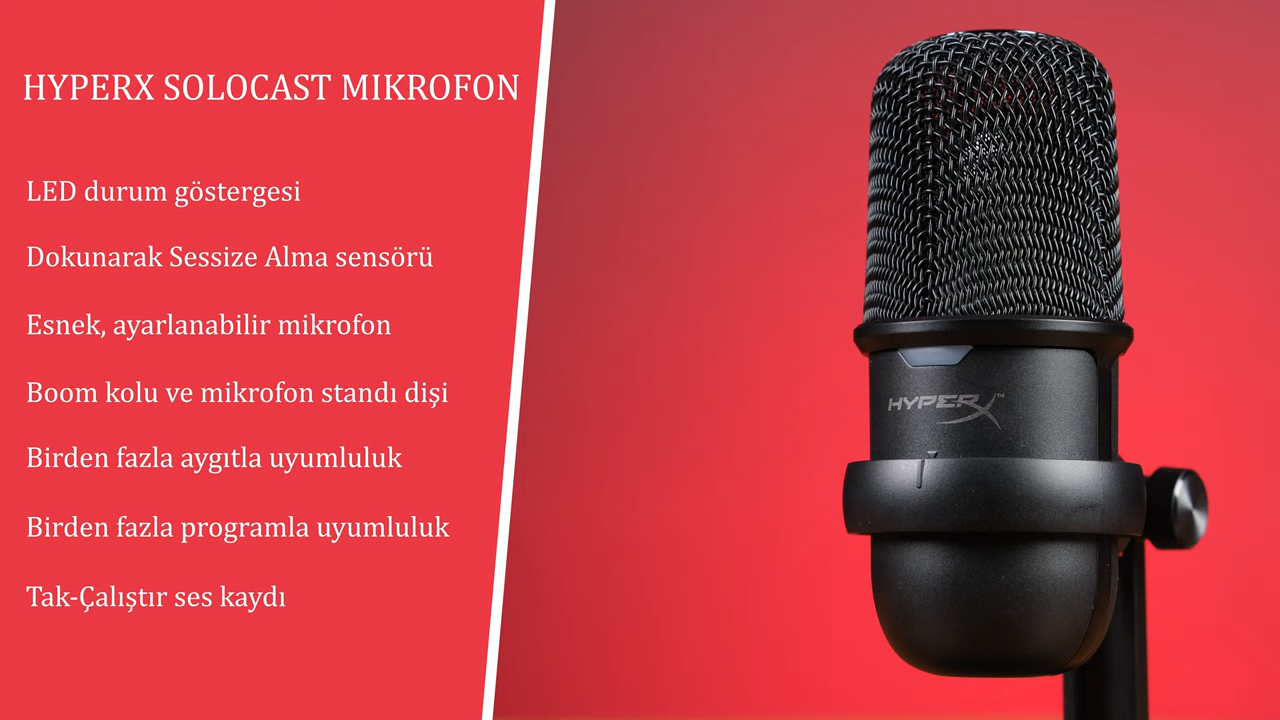 HYPERX SOLOCAST MIKROFON
LED durum göstergesi
Dokunarak Sessize Alma sensörü
Esnek, ayarlanabilir mikrofon
Boom kolu ve mikrofon standı dişi
Birden fazla aygıtla uyumluluk
Birden fazla programla uyumluluk
Tak-Çalıştır ses kaydı
HYPERX™